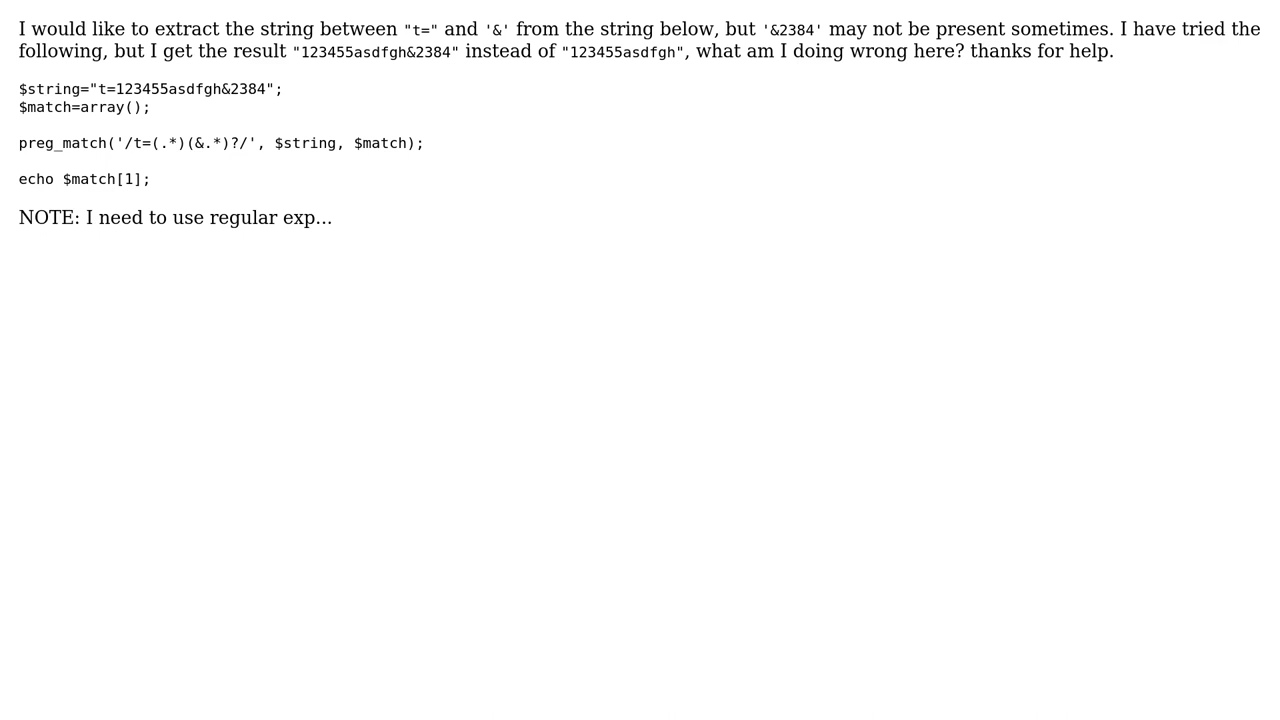 I would like to extract the string between "t=" and '&' from the string below, but '&2384' may not be present sometimes. I have tried the
following, but I get the result "123455asdfgh&2384" instead of "123455asdfgh", what am I doing wrong here? thanks for help.
$string="t=123455asdfgh&2384";
$match=array();
preg_match('/t=(.*)(&.*)?/', $string, $match);
echo $match[1];
NOTE: I need to use regular exp...